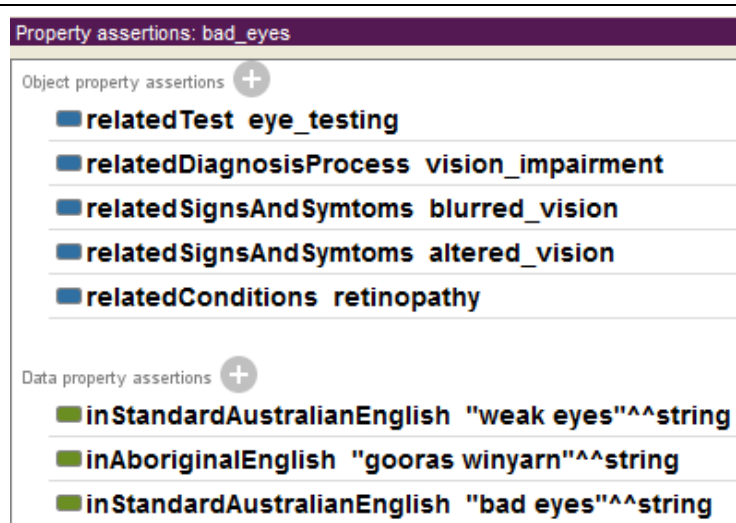 Property assertions: bad_eyes
Object property assertions
relatedTest eye_testing
relatedDiagnosisProcess vision_impairment
relatedSignsAndSymtoms blurred_vision
relatedSignsAndSymtoms altered_vision
relatedConditions retinopathy
Data property assertions
inStandardAustralianEnglish "weak eyes"^^string
inAboriginalEnglish "gooras winyarn"^^string
inStandardAustralianEnglish "bad eyes"^^string